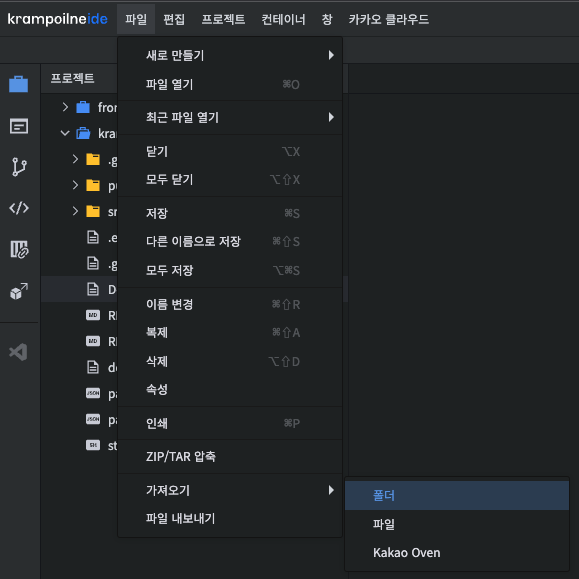 krampoilneide 파일 편집 프로젝트 컨테이너 창 카카오 클라우드
프로젝트
새로 만들기
파일 열기 ⌘O
최근 파일 열기
닫기 ⌥X
모두 닫기 ⌥⇧X
저장 ⌘S
다른 이름으로 저장 ⌘⇧S
모두 저장 ⌥⌘S
이름 변경 ⌘⇧R
복제 ⌘⇧A
삭제 ⌥⇧D
속성
인쇄 ⌘P
ZIP/TAR 압축
가져오기
파일 내보내기
폴더
파일
Kakao Oven
fron
kra
.g
pu
.e
.g
D
MD
MD
de
JSON pa
JSON pa
SH st